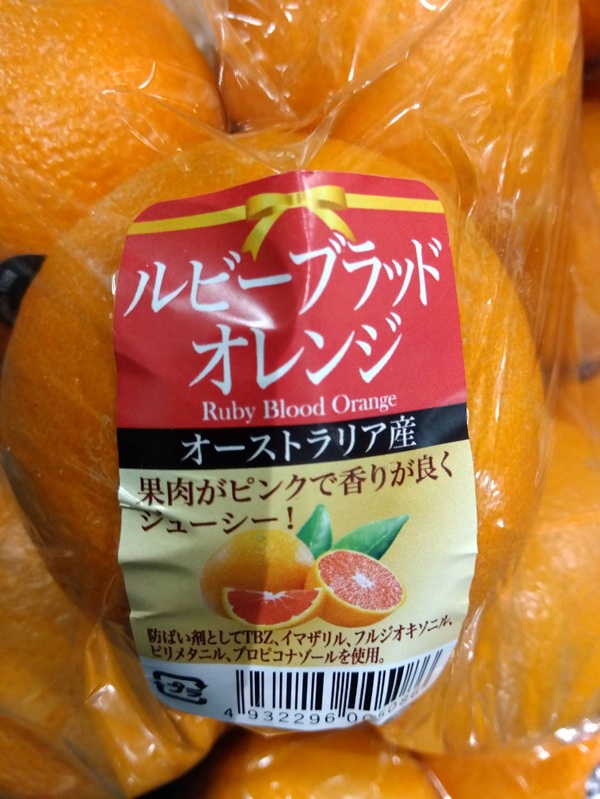 ルビーブラッド
オレンジ
Ruby Blood Orange
オーストラリア産
果肉がピンクで香りが良く
ジューシー!
防ばい剤としてTBZ、イマザリル、フルジオキソニル、
ピリメタニル、プロピコナゾールを使用。
プラ
4 932296